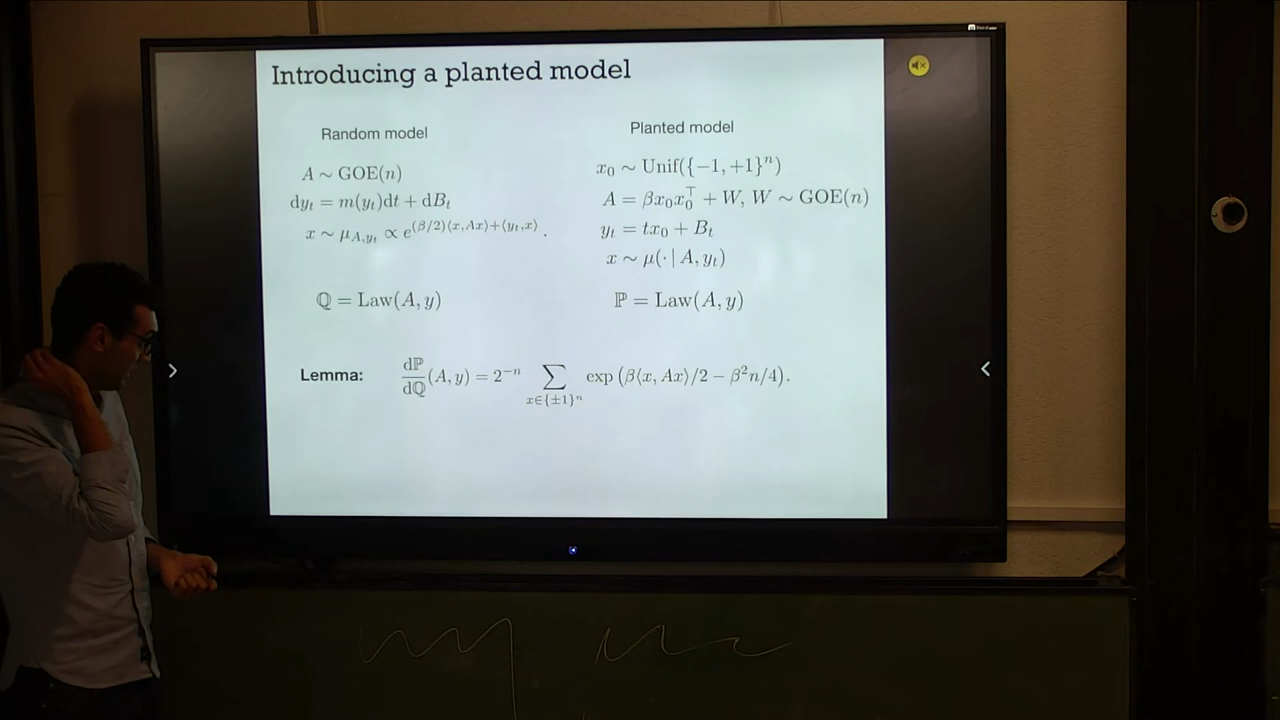 Introducing a planted model
Random model
A ∼ GOE(n)
dy_t = m(y_t)dt + dB_t
x ∼ μ_{A,y_t} ∝ e^{(β/2)⟨x,Ax⟩+⟨y_t,x⟩} .
ℚ = Law(A, y)
Planted model
x_0 ∼ Unif({−1, +1}^n)
A = βx_0x_0^⊤ + W, W ∼ GOE(n)
y_t = tx_0 + B_t
x ∼ μ(· | A, y_t)
ℙ = Law(A, y)
Lemma: dℙ/dℚ (A, y) = 2^{−n} ∑_{x∈{±1}^n} exp (β⟨x, Ax⟩/2 − β²n/4).